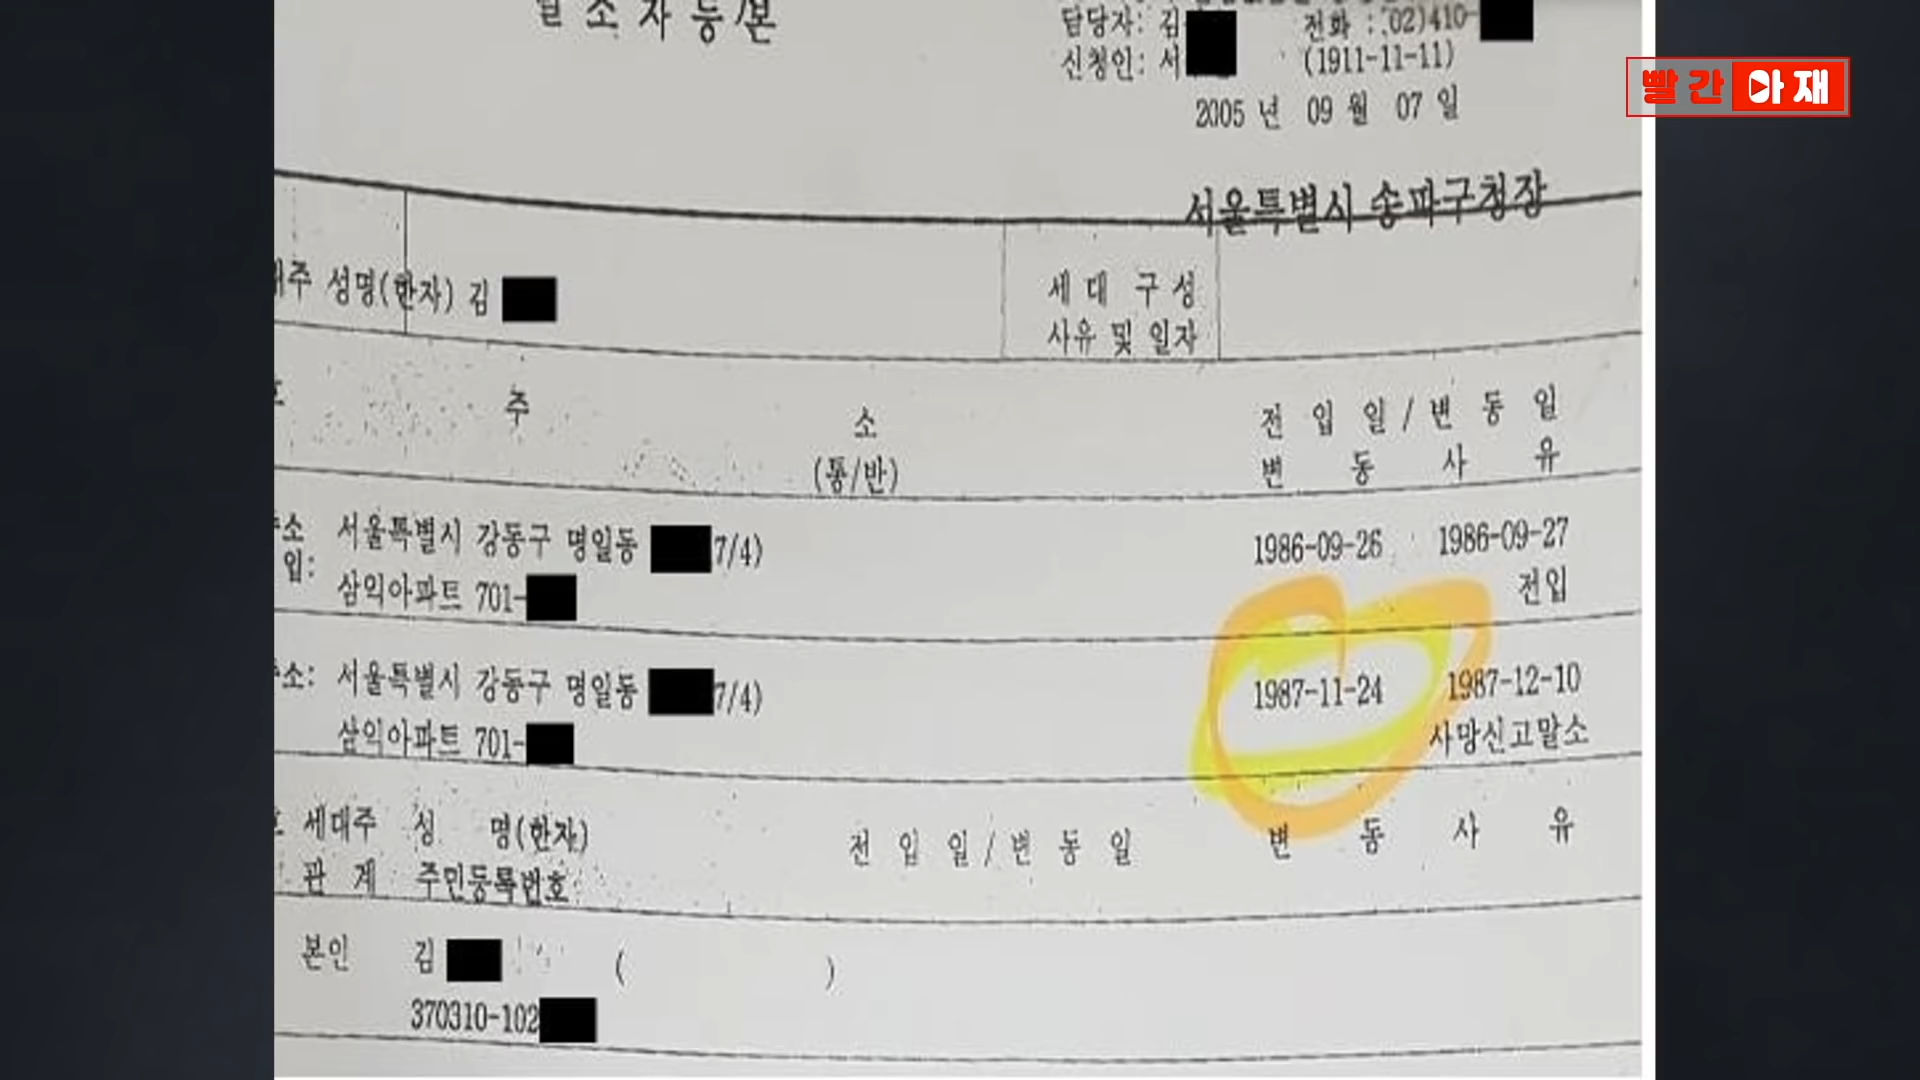 말소자등/본
담당자: 김 전화 : 02)410-
신청인: 서 (1911-11-11)
2005 년 09 월 07 일
서울특별시 송파구청장
주 성명(한자) 김
세 대 구 성
사유 및 일자
주 소
(통/반)
전 입 일 / 변 동 일
변 동 사 유
서울특별시 강동구 명일동 7/4)
1986-09-26 1986-09-27
입:
삼익아파트 701-
전입
소: 서울특별시 강동구 명일동 7/4)
1987-11-24 1987-12-10
삼익아파트 701-
사망신고말소
세대주 성 명(한자) 전 입 일 / 변 동 일 변 동 사 유
관 계 주민등록번호
본인 김 ( )
370310-102
빨간아재